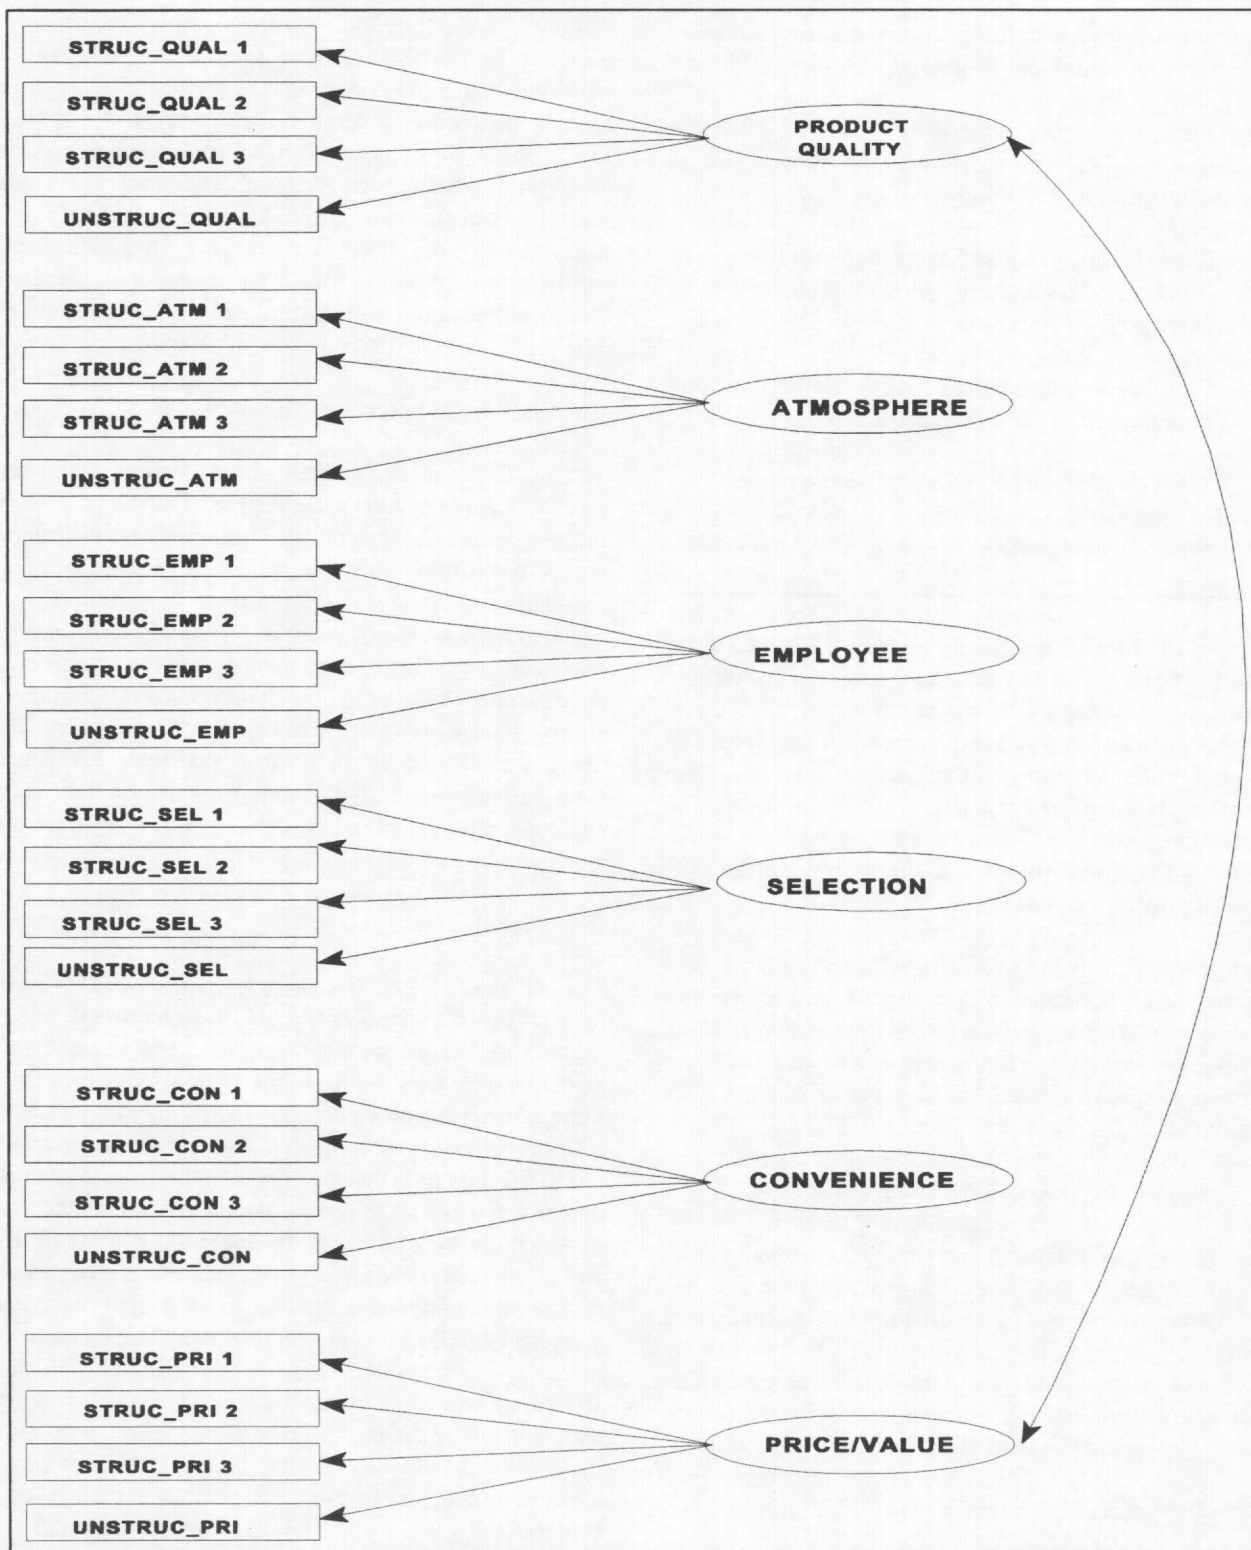 STRUC_QUAL 1
STRUC_QUAL 2
STRUC_QUAL 3
UNSTRUC_QUAL
PRODUCT
QUALITY
STRUC_ATM 1
STRUC_ATM 2
STRUC_ATM 3
UNSTRUC_ATM
ATMOSPHERE
STRUC_EMP 1
STRUC_EMP 2
STRUC_EMP 3
UNSTRUC_EMP
EMPLOYEE
STRUC_SEL 1
STRUC_SEL 2
STRUC_SEL 3
UNSTRUC_SEL
SELECTION
STRUC_CON 1
STRUC_CON 2
STRUC_CON 3
UNSTRUC_CON
CONVENIENCE
STRUC_PRI 1
STRUC_PRI 2
STRUC_PRI 3
UNSTRUC_PRI
PRICE/VALUE